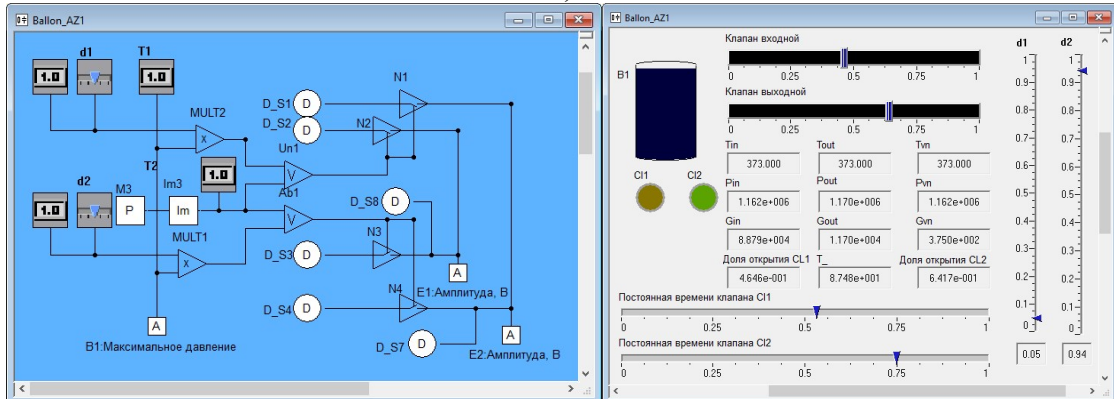 Ballon_AZ1
d1
T1
1.0
1.0
MULT2
X
T2
1.0
d2
M3
Im3
1.0
P
Im
MULT1
X
A
B1:Максимальное давление
D_S1
D
D_S2
D
N1
N2
Un1
V
Ab1
V
D_S8
D
D_S3
D
N3
D_S4
D
N4
A
E1:Амплитуда, В
D_S7
D
A
E2:Амплитуда, В
Ballon_AZ1
B1
Cl1
Cl2
Клапан входной
0 0.25 0.5 0.75 1
Клапан выходной
0 0.25 0.5 0.75 1
Tin Tout Tvn
373.000 373.000 373.000
Pin Pout Pvn
1.162e+006 1.170e+006 1.162e+006
Gin Gout Gvn
8.879e+004 1.170e+004 3.750e+002
Доля открытия CL1 T_ Доля открытия CL2
4.646e-001 8.748e+001 6.417e-001
Постоянная времени клапана Cl1
0 0.25 0.5 0.75 1
Постоянная времени клапана Cl2
0 0.25 0.5 0.75 1
d1 d2
1 1
0.9 0.9
0.8 0.8
0.7 0.7
0.6 0.6
0.5 0.5
0.4 0.4
0.3 0.3
0.2 0.2
0.1 0.1
0 0
0.05 0.94